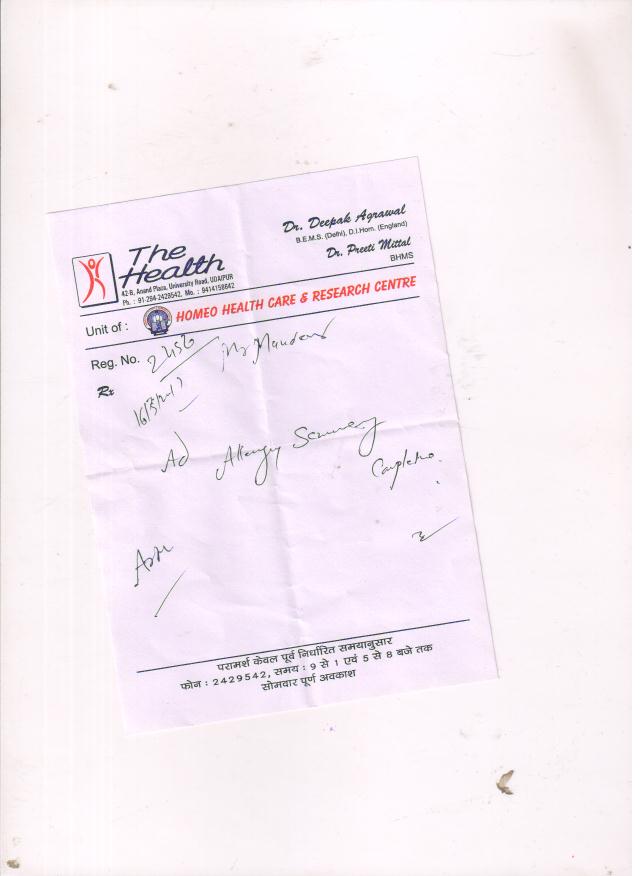 The Health
42-B, Anand Plaza, University Road, UDAIPUR
Ph. : 91-294-2429542, Mo. : 9414158642
Dr. Deepak Agrawal
B.E.M.S. (Delhi), D.I.Hom. (England)
Dr. Preeti Mittal
BHMS
Unit of : HOMEO HEALTH CARE & RESEARCH CENTRE
Reg. No.
Rx
Ad Allergy
परामर्श केवल पूर्व निर्धारित समयानुसार
फोन : 2429542, समय : 9 से 1 एवं 5 से 8 बजे तक
सोमवार पूर्ण अवकाश